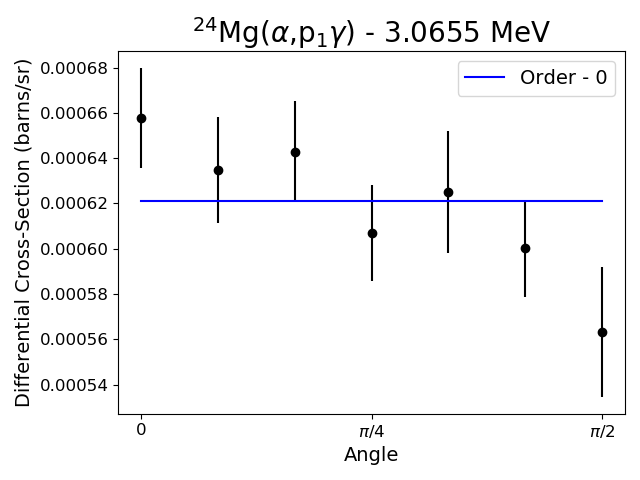 ²⁴Mg(α,p₁γ) - 3.0655 MeV
Order - 0
Differential Cross-Section (barns/sr)
0.00068
0.00066
0.00064
0.00062
0.00060
0.00058
0.00056
0.00054
0 π/4 π/2
Angle